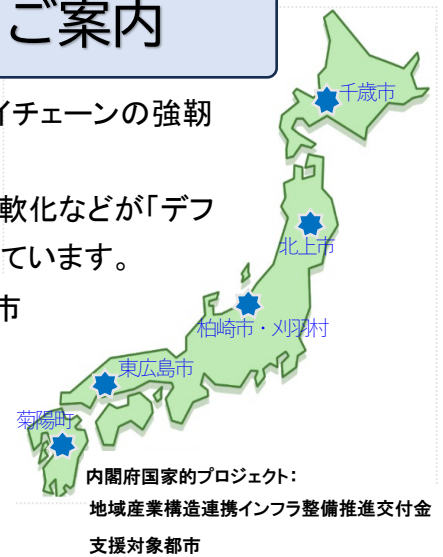 ご案内
イチェーンの強靭
軟化などが「デフ
ています。
市
千歳市
北上市
柏崎市・刈羽村
東広島市
菊陽町
内閣府国家的プロジェクト：
地域産業構造連携インフラ整備推進交付金
支援対象都市